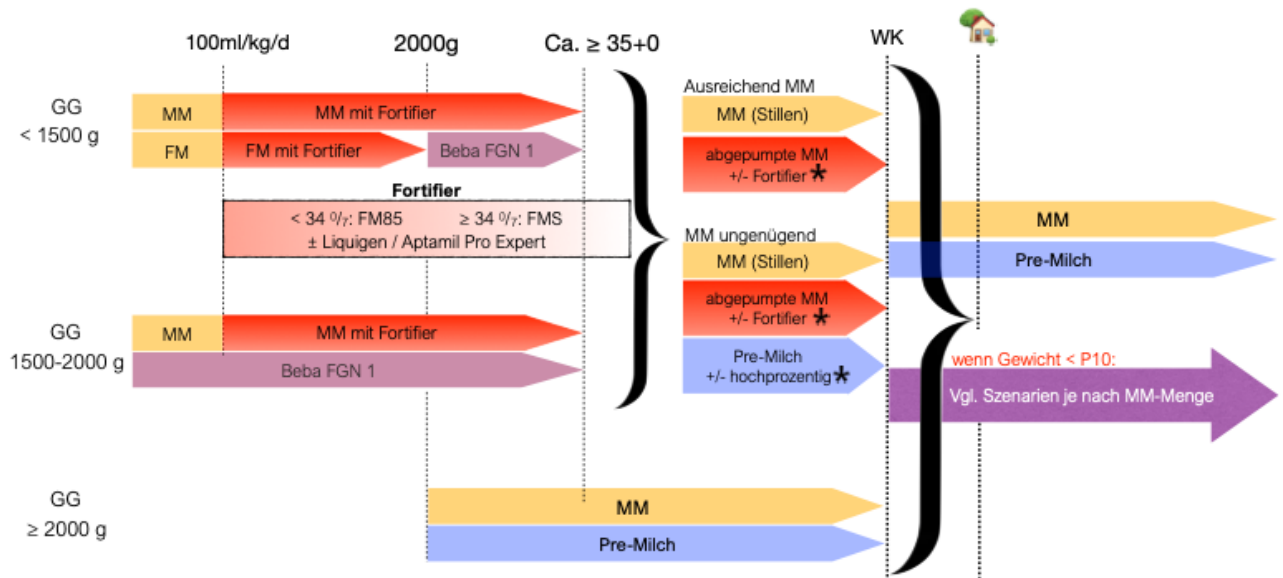 100ml/kg/d
2000g
Ca. ≥ 35+0
WK
GG
< 1500 g
MM
MM mit Fortifier
FM
FM mit Fortifier
Beba FGN 1
Fortifier
< 34 0/7: FM85 ≥ 34 0/7: FMS
± Liquigen / Aptamil Pro Expert
GG
1500-2000 g
MM
MM mit Fortifier
Beba FGN 1
GG
≥ 2000 g
MM
Pre-Milch
Ausreichend MM
MM (Stillen)
abgepumpte MM
+/- Fortifier *
MM ungenügend
MM (Stillen)
abgepumpte MM
+/- Fortifier *
Pre-Milch
+/- hochprozentig *
MM
Pre-Milch
wenn Gewicht < P10:
Vgl. Szenarien je nach MM-Menge